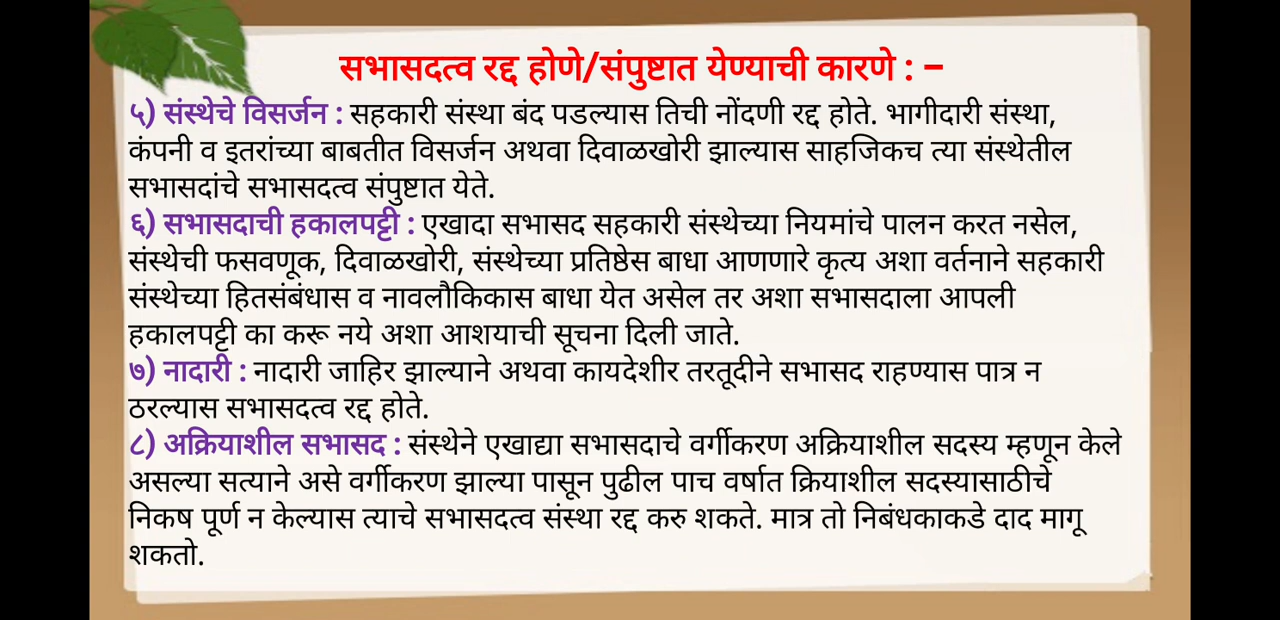 सभासदत्व रद्द होणे/संपुष्टात येण्याची कारणे : –
५) संस्थेचे विसर्जन : सहकारी संस्था बंद पडल्यास तिची नोंदणी रद्द होते. भागीदारी संस्था,
कंपनी व इतरांच्या बाबतीत विसर्जन अथवा दिवाळखोरी झाल्यास साहजिकच त्या संस्थेतील
सभासदांचे सभासदत्व संपुष्टात येते.
६) सभासदाची हकालपट्टी : एखादा सभासद सहकारी संस्थेच्या नियमांचे पालन करत नसेल,
संस्थेची फसवणूक, दिवाळखोरी, संस्थेच्या प्रतिष्ठेस बाधा आणणारे कृत्य अशा वर्तनाने सहकारी
संस्थेच्या हितसंबंधास व नावलौकिकास बाधा येत असेल तर अशा सभासदाला आपली
हकालपट्टी का करू नये अशा आशयाची सूचना दिली जाते.
७) नादारी : नादारी जाहिर झाल्याने अथवा कायदेशीर तरतूदीने सभासद राहण्यास पात्र न
ठरल्यास सभासदत्व रद्द होते.
८) अक्रियाशील सभासद : संस्थेने एखाद्या सभासदाचे वर्गीकरण अक्रियाशील सदस्य म्हणून केले
असल्या सत्याने असे वर्गीकरण झाल्या पासून पुढील पाच वर्षात क्रियाशील सदस्यासाठीचे
निकष पूर्ण न केल्यास त्याचे सभासदत्व संस्था रद्द करु शकते. मात्र तो निबंधकाकडे दाद मागू
शकतो.